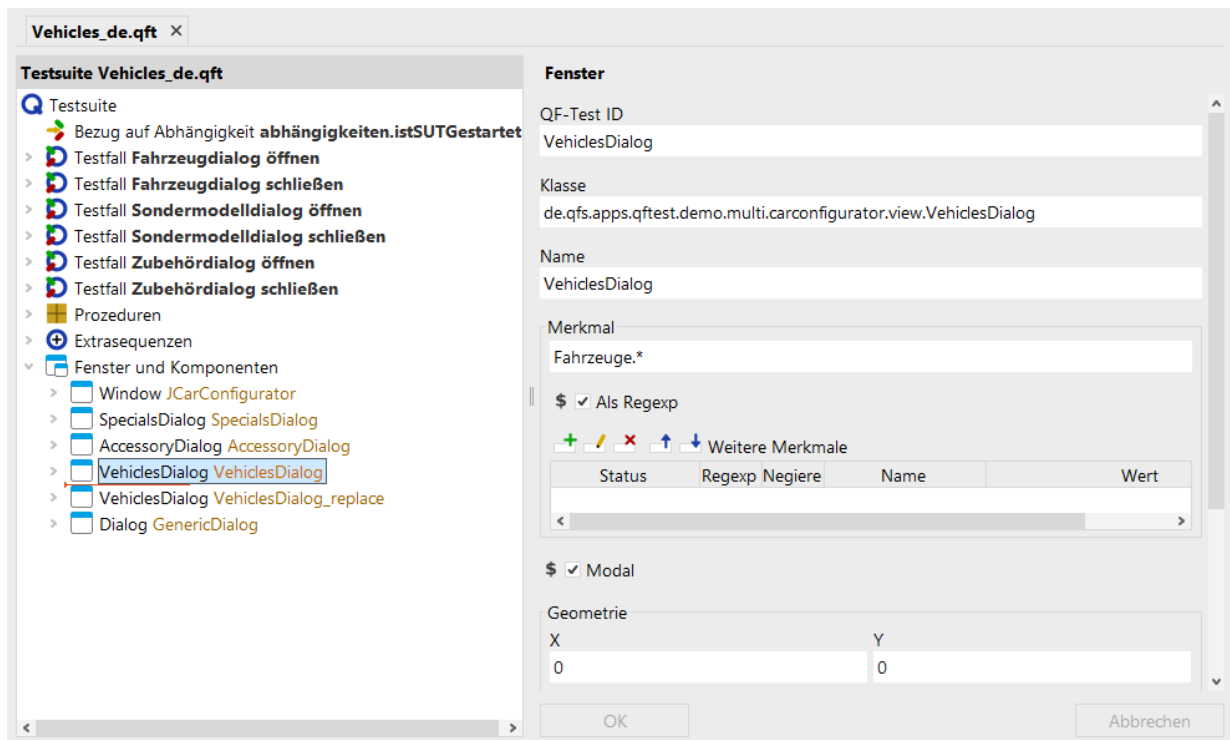 Vehicles_de.qft ×
Testsuite Vehicles_de.qft
Testsuite
Bezug auf Abhängigkeit abhängigkeiten.istSUTGestartet
Testfall Fahrzeugdialog öffnen
Testfall Fahrzeugdialog schließen
Testfall Sondermodelldialog öffnen
Testfall Sondermodelldialog schließen
Testfall Zubehördialog öffnen
Testfall Zubehördialog schließen
Prozeduren
Extrasequenzen
Fenster und Komponenten
Window JCarConfigurator
SpecialsDialog SpecialsDialog
AccessoryDialog AccessoryDialog
VehiclesDialog VehiclesDialog
VehiclesDialog VehiclesDialog_replace
Dialog GenericDialog
Fenster
QF-Test ID
VehiclesDialog
Klasse
de.qfs.apps.qftest.demo.multi.carconfigurator.view.VehiclesDialog
Name
VehiclesDialog
Merkmal
Fahrzeuge.*
$ Als Regexp
Weitere Merkmale
Status Regexp Negiere Name Wert
$ Modal
Geometrie
X Y
0 0
OK Abbrechen